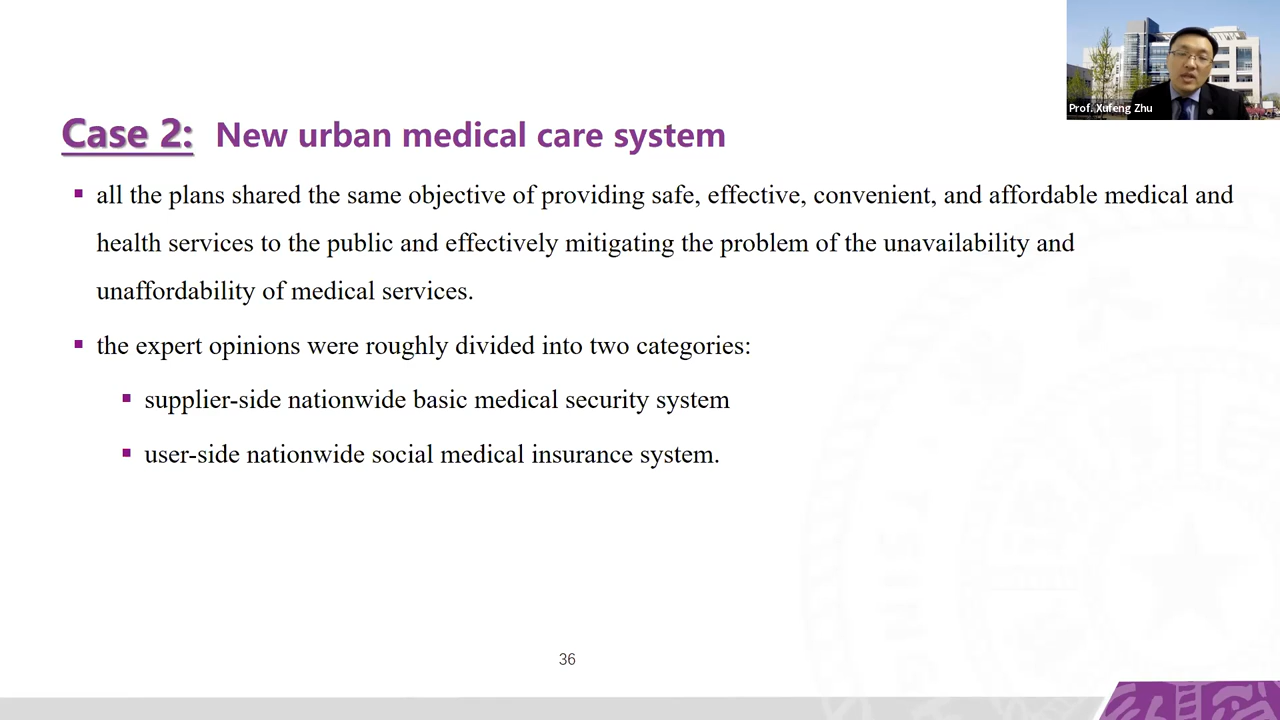 Prof. Xufeng Zhu
Case 2: New urban medical care system
▪ all the plans shared the same objective of providing safe, effective, convenient, and affordable medical and
health services to the public and effectively mitigating the problem of the unavailability and
unaffordability of medical services.
▪ the expert opinions were roughly divided into two categories:
▪ supplier-side nationwide basic medical security system
▪ user-side nationwide social medical insurance system.
36